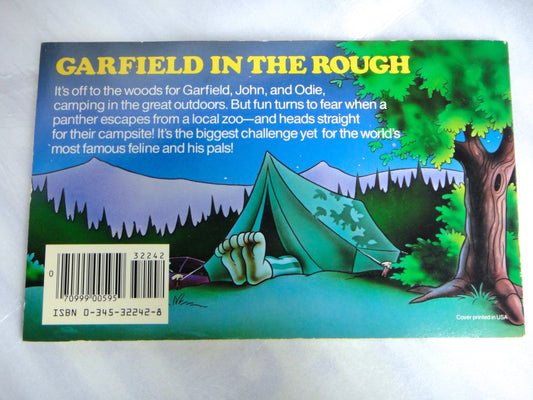 GARFIELD IN THE ROUGH
It's off to the woods for Garfield, John, and Odie,
camping in the great outdoors. But fun turns to fear when a
panther escapes from a local zoo—and heads straight
for their campsite! It's the biggest challenge yet for the world's
most famous feline and his pals!
32242
0
70999 00595
ISBN 0-345-32242-8
Cover printed in USA